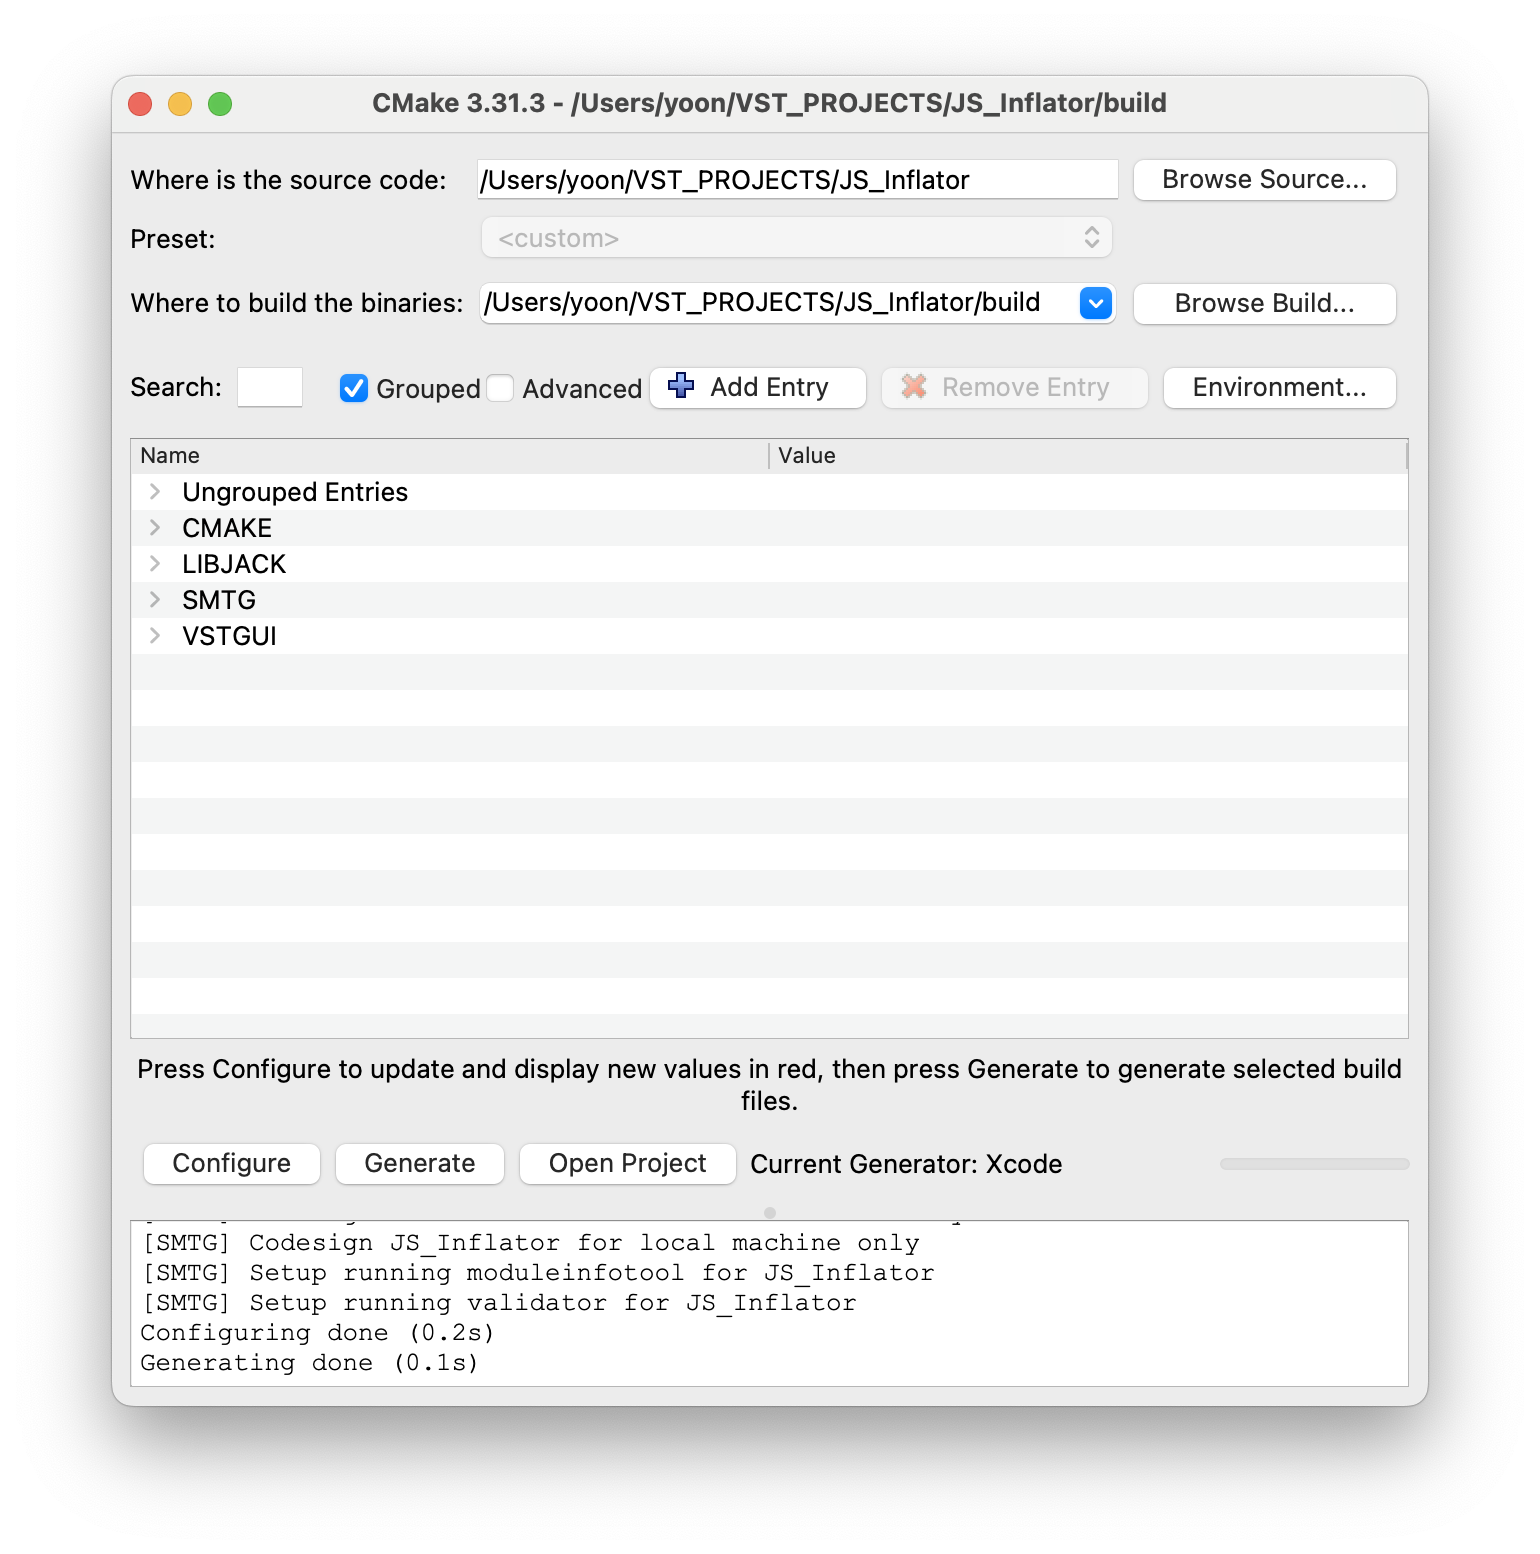 CMake 3.31.3 - /Users/yoon/VST_PROJECTS/JS_Inflator/build
Where is the source code: /Users/yoon/VST_PROJECTS/JS_Inflator Browse Source...
Preset: <custom>
Where to build the binaries: /Users/yoon/VST_PROJECTS/JS_Inflator/build Browse Build...
Search: Grouped Advanced Add Entry Remove Entry Environment...
Name Value
Ungrouped Entries
CMAKE
LIBJACK
SMTG
VSTGUI
Press Configure to update and display new values in red, then press Generate to generate selected build
files.
Configure Generate Open Project Current Generator: Xcode
[SMTG] Codesign JS_Inflator for local machine only
[SMTG] Setup running moduleinfotool for JS_Inflator
[SMTG] Setup running validator for JS_Inflator
Configuring done (0.2s)
Generating done (0.1s)